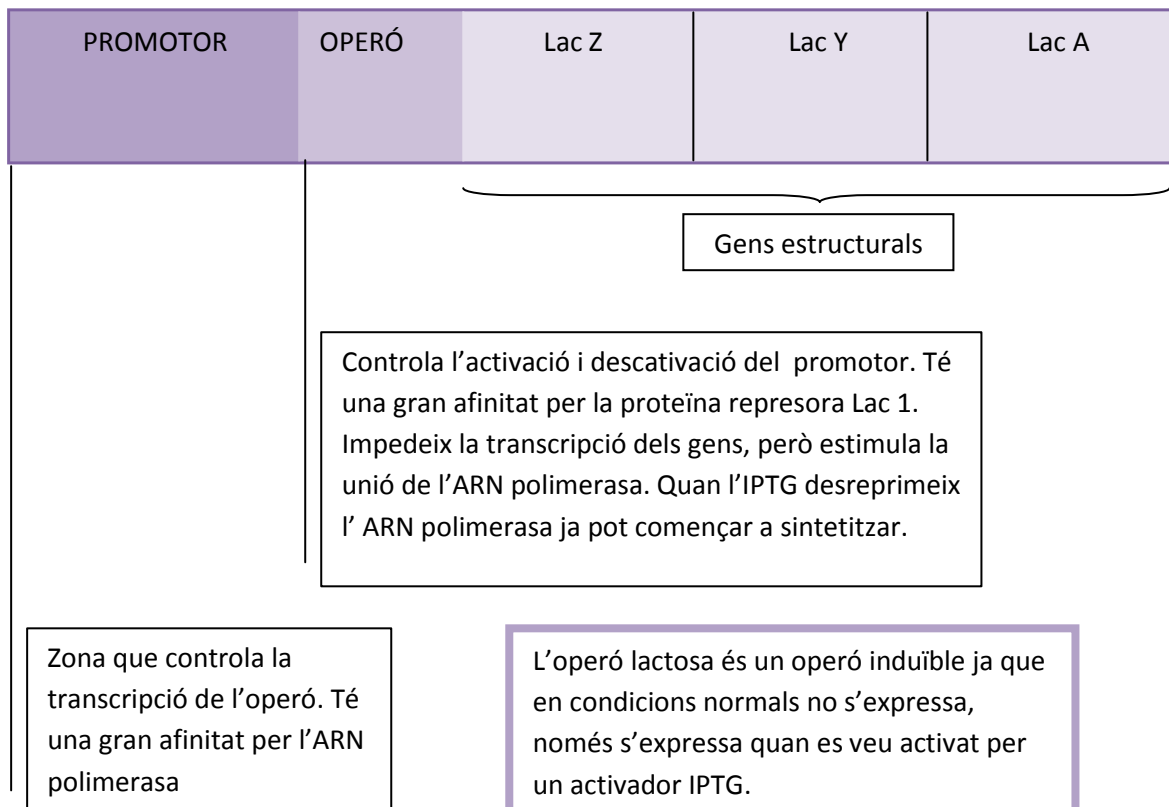 PROMOTOR OPERÓ Lac Z Lac Y Lac A
Gens estructurals
Controla l’activació i descativació del promotor. Té
una gran afinitat per la proteïna represora Lac 1.
Impedeix la transcripció dels gens, però estimula la
unió de l’ARN polimerasa. Quan l’IPTG desreprimeix
l’ ARN polimerasa ja pot començar a sintetitzar.
Zona que controla la
transcripció de l’operó. Té
una gran afinitat per l’ARN
polimerasa
L’operó lactosa és un operó induïble ja que
en condicions normals no s’expressa,
només s’expressa quan es veu activat per
un activador IPTG.